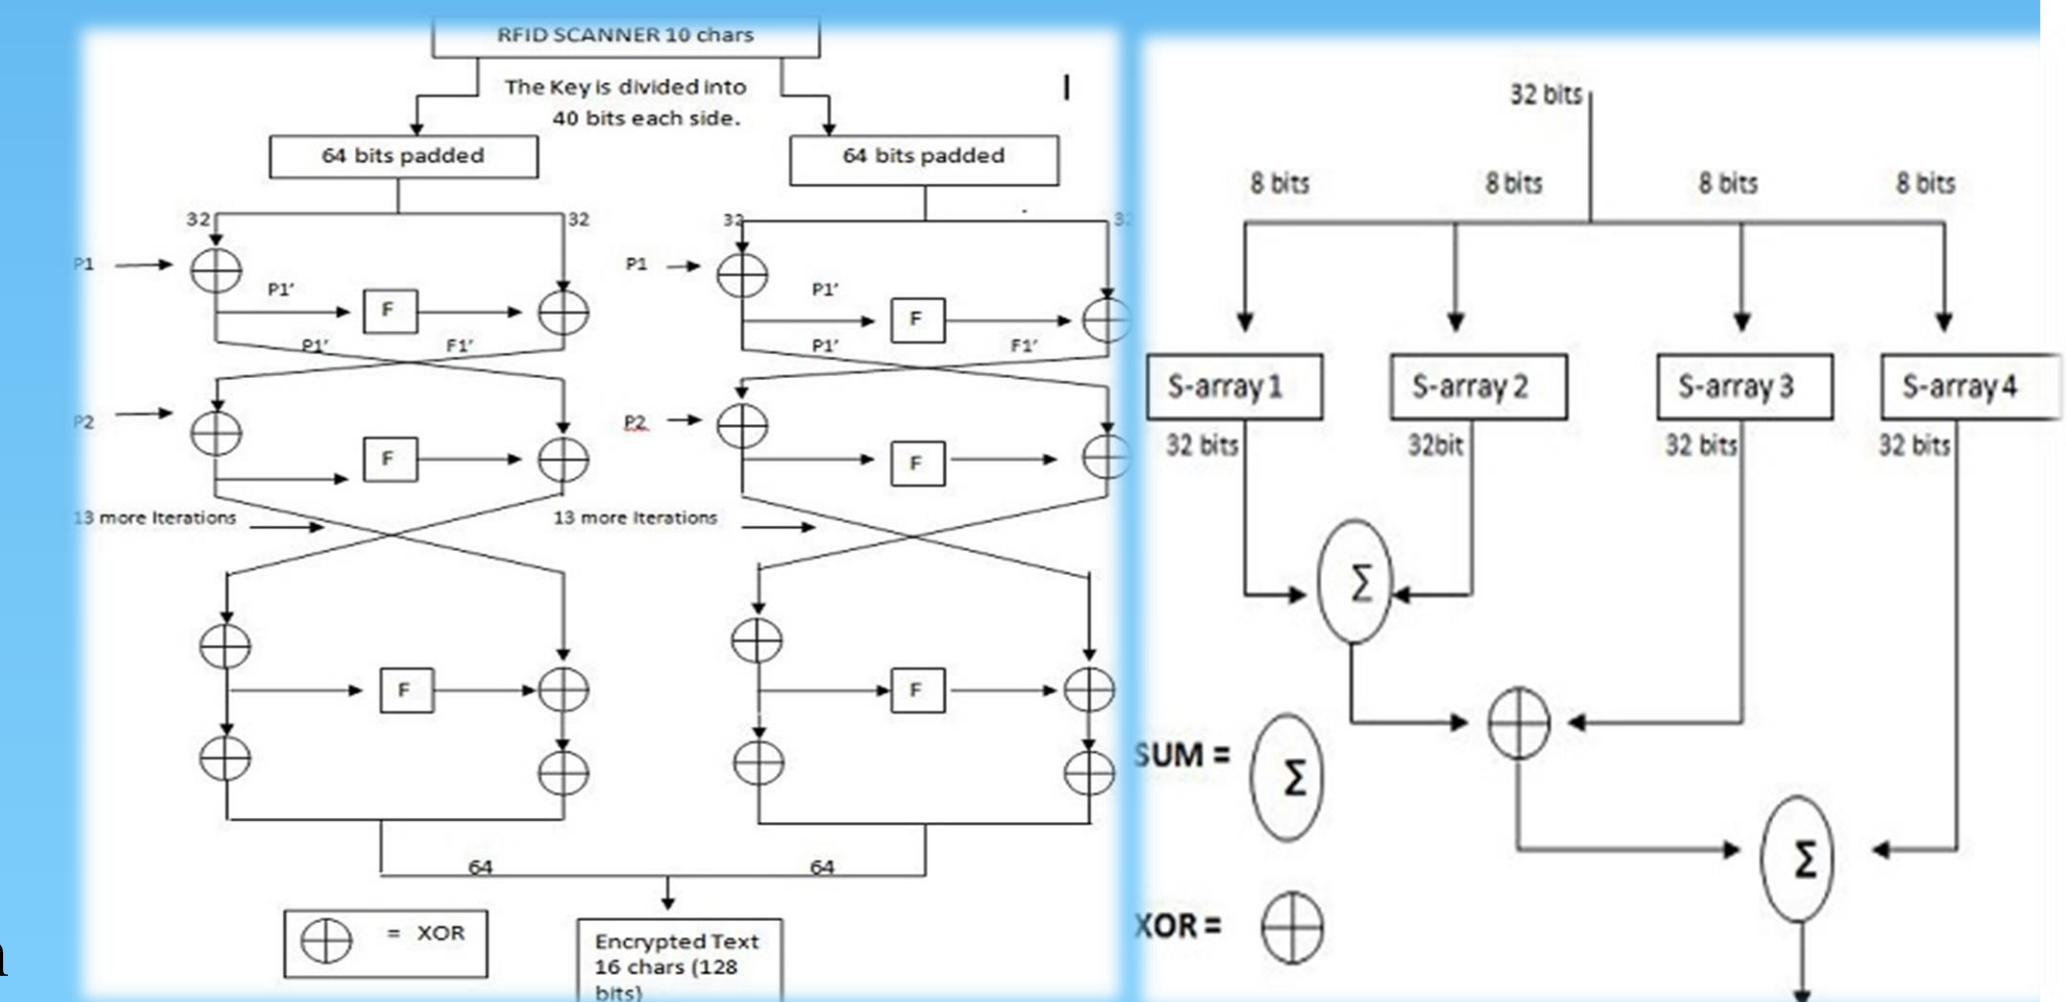 RFID SCANNER 10 chars
The Key is divided into
40 bits each side.
64 bits padded
64 bits padded
32
32
32
32
P1
P1'
F
P1
P1'
F
P1'
F1'
P1'
F1'
P2
F
P2
F
13 more Iterations
13 more Iterations
F
F
64
64
= XOR
Encrypted Text
16 chars (128
bits)
32 bits
8 bits
8 bits
8 bits
8 bits
S-array 1
S-array 2
S-array 3
S-array 4
32 bits
32bit
32 bits
32 bits
Σ
SUM =
Σ
Σ
XOR =